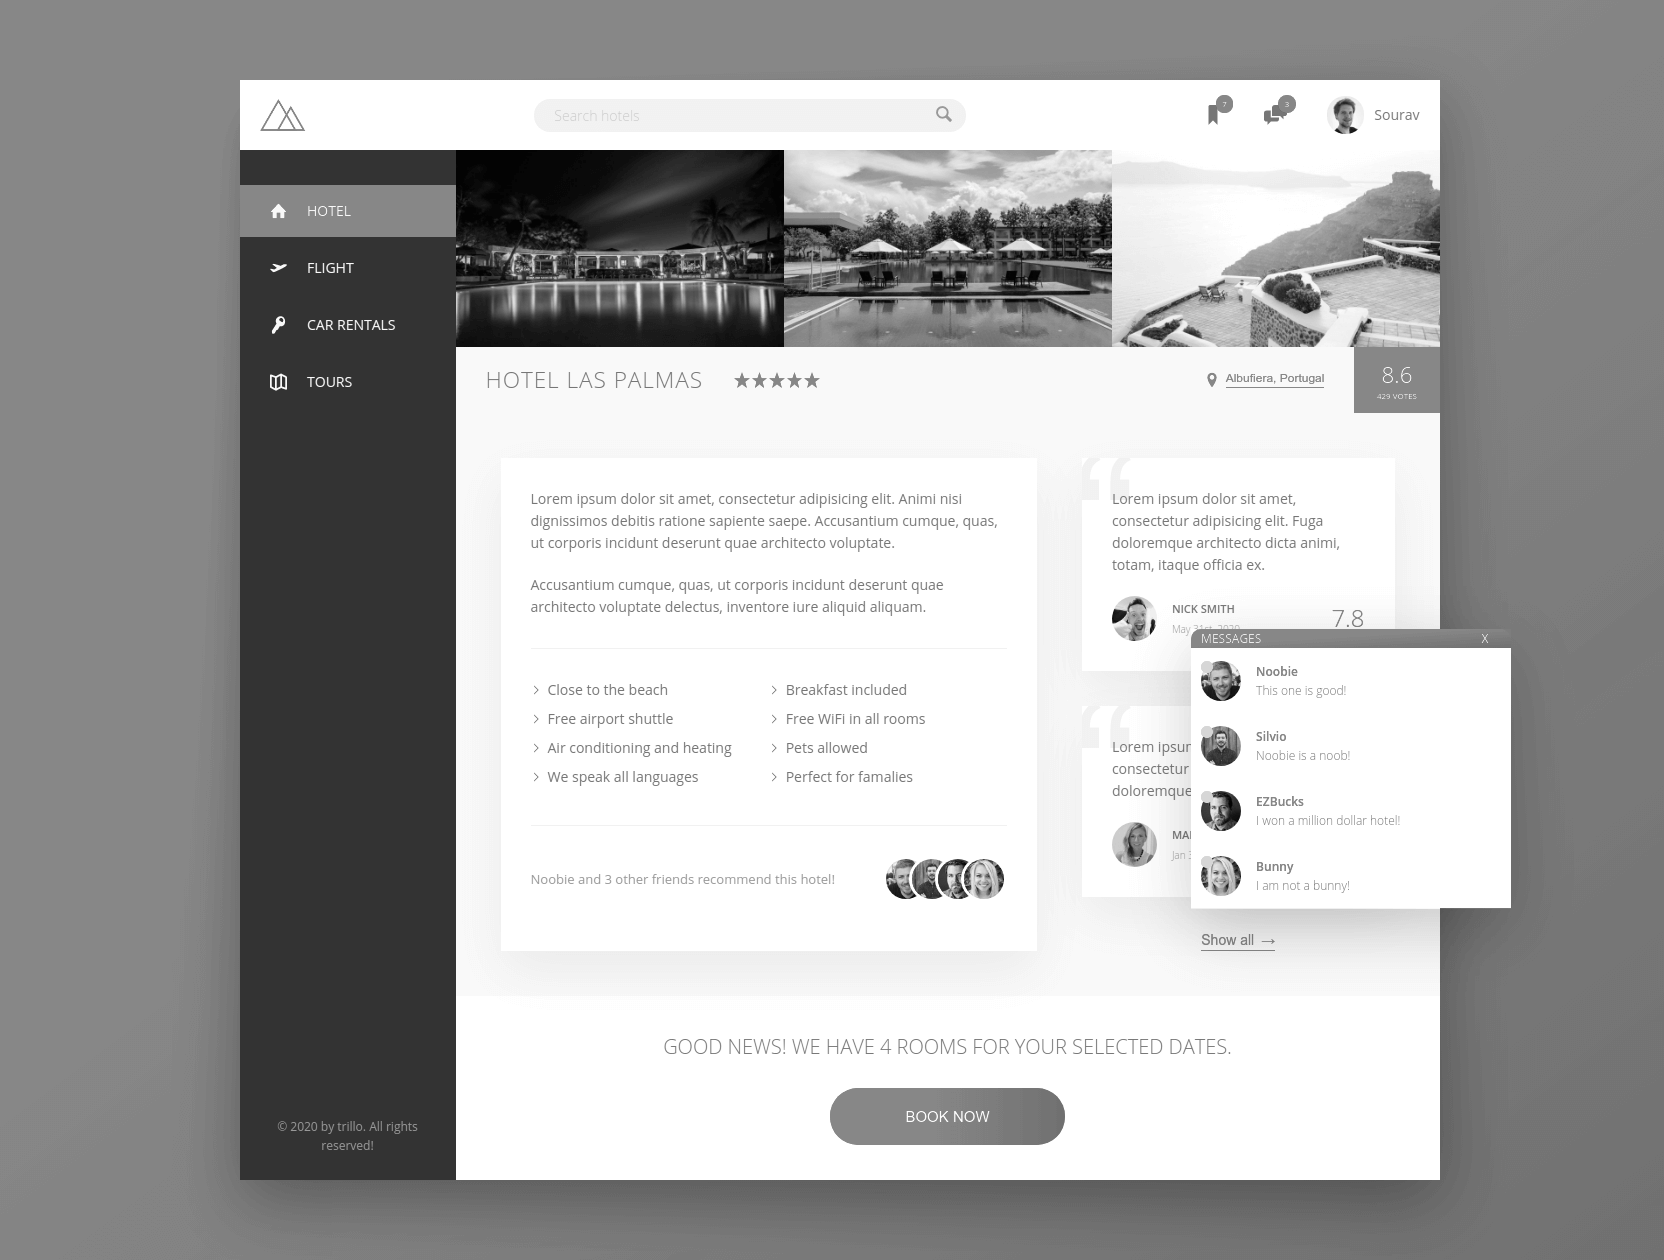 Search hotels
7
3
Sourav
HOTEL
FLIGHT
CAR RENTALS
TOURS
© 2020 by trillo. All rights
reserved!
HOTEL LAS PALMAS
Albufiera, Portugal
8.6
429 VOTES
Lorem ipsum dolor sit amet, consectetur adipisicing elit. Animi nisi
dignissimos debitis ratione sapiente saepe. Accusantium cumque, quas,
ut corporis incidunt deserunt quae architecto voluptate.
Accusantium cumque, quas, ut corporis incidunt deserunt quae
architecto voluptate delectus, inventore iure aliquid aliquam.
Close to the beach
Breakfast included
Free airport shuttle
Free WiFi in all rooms
Air conditioning and heating
Pets allowed
We speak all languages
Perfect for famalies
Noobie and 3 other friends recommend this hotel!
Lorem ipsum dolor sit amet,
consectetur adipisicing elit. Fuga
doloremque architecto dicta animi,
totam, itaque officia ex.
NICK SMITH
May 31st, 2020
7.8
Lorem
consectetur
doloremque
Jan
MESSAGES
X
Noobie
This one is good!
Silvio
Noobie is a noob!
EZBucks
I won a million dollar hotel!
Bunny
I am not a bunny!
Show all →
GOOD NEWS! WE HAVE 4 ROOMS FOR YOUR SELECTED DATES.
BOOK NOW